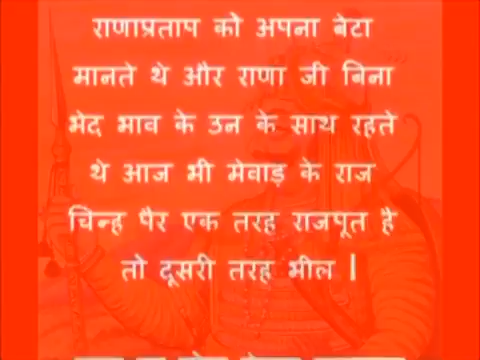 राणाप्रताप को अपना बेटा
मानते थे और राणा जी बिना
भेद भाव के उन के साथ रहते
थे आज भी मेवाड़ के राज
चिन्ह पैर एक तरह राजपूत है
तो दूसरी तरह भील |